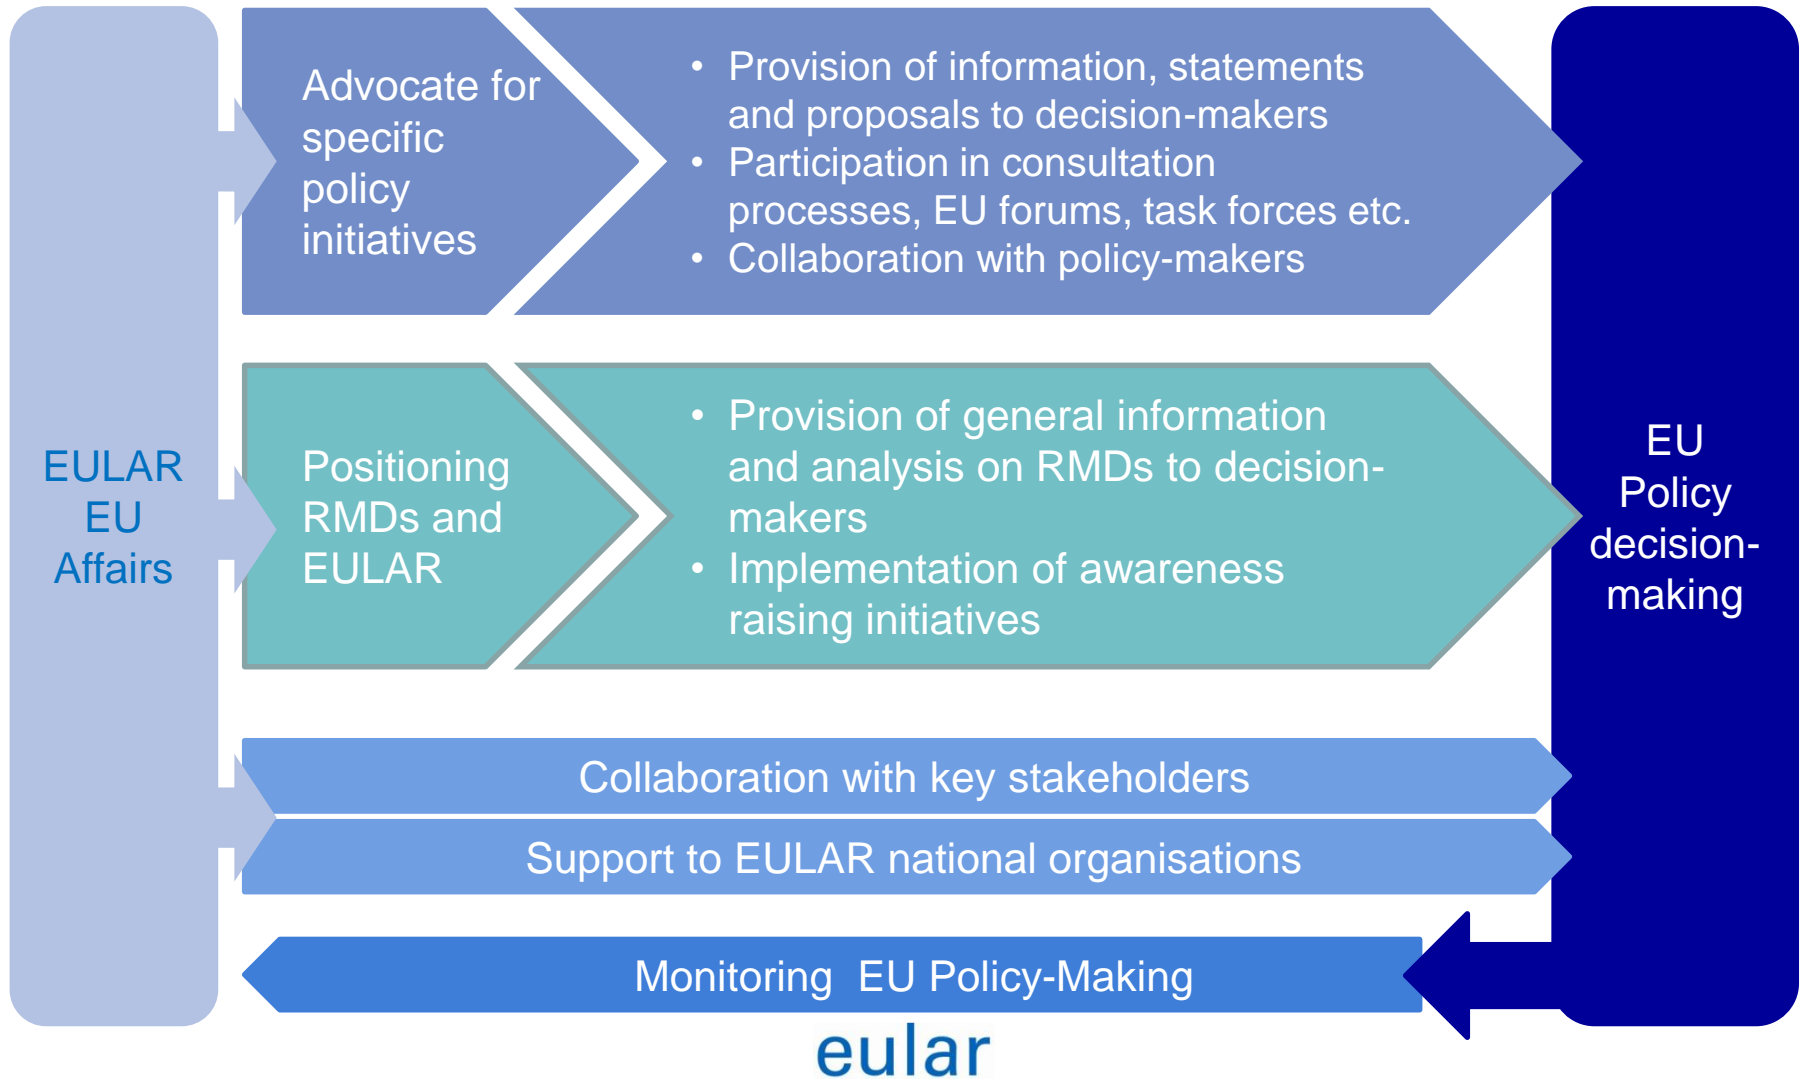 EULAR
EU
Affairs
Advocate for
specific
policy
initiatives
• Provision of information, statements
and proposals to decision-makers
• Participation in consultation
processes, EU forums, task forces etc.
• Collaboration with policy-makers
Positioning
RMDs and
EULAR
• Provision of general information
and analysis on RMDs to decision-
makers
• Implementation of awareness
raising initiatives
Collaboration with key stakeholders
Support to EULAR national organisations
Monitoring  EU Policy-Making
EU
Policy
decision-
making
eular